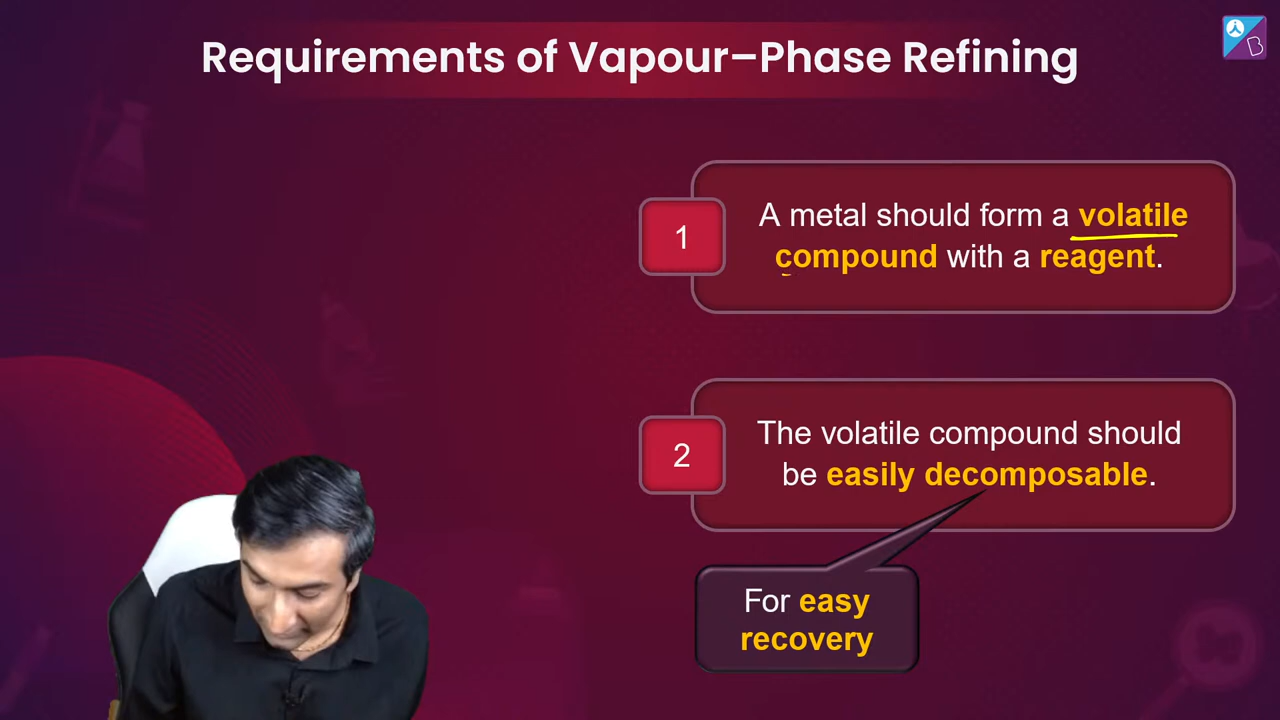 Requirements of Vapour–Phase Refining
1
A metal should form a volatile
compound with a reagent.
2
The volatile compound should
be easily decomposable.
For easy
recovery
B